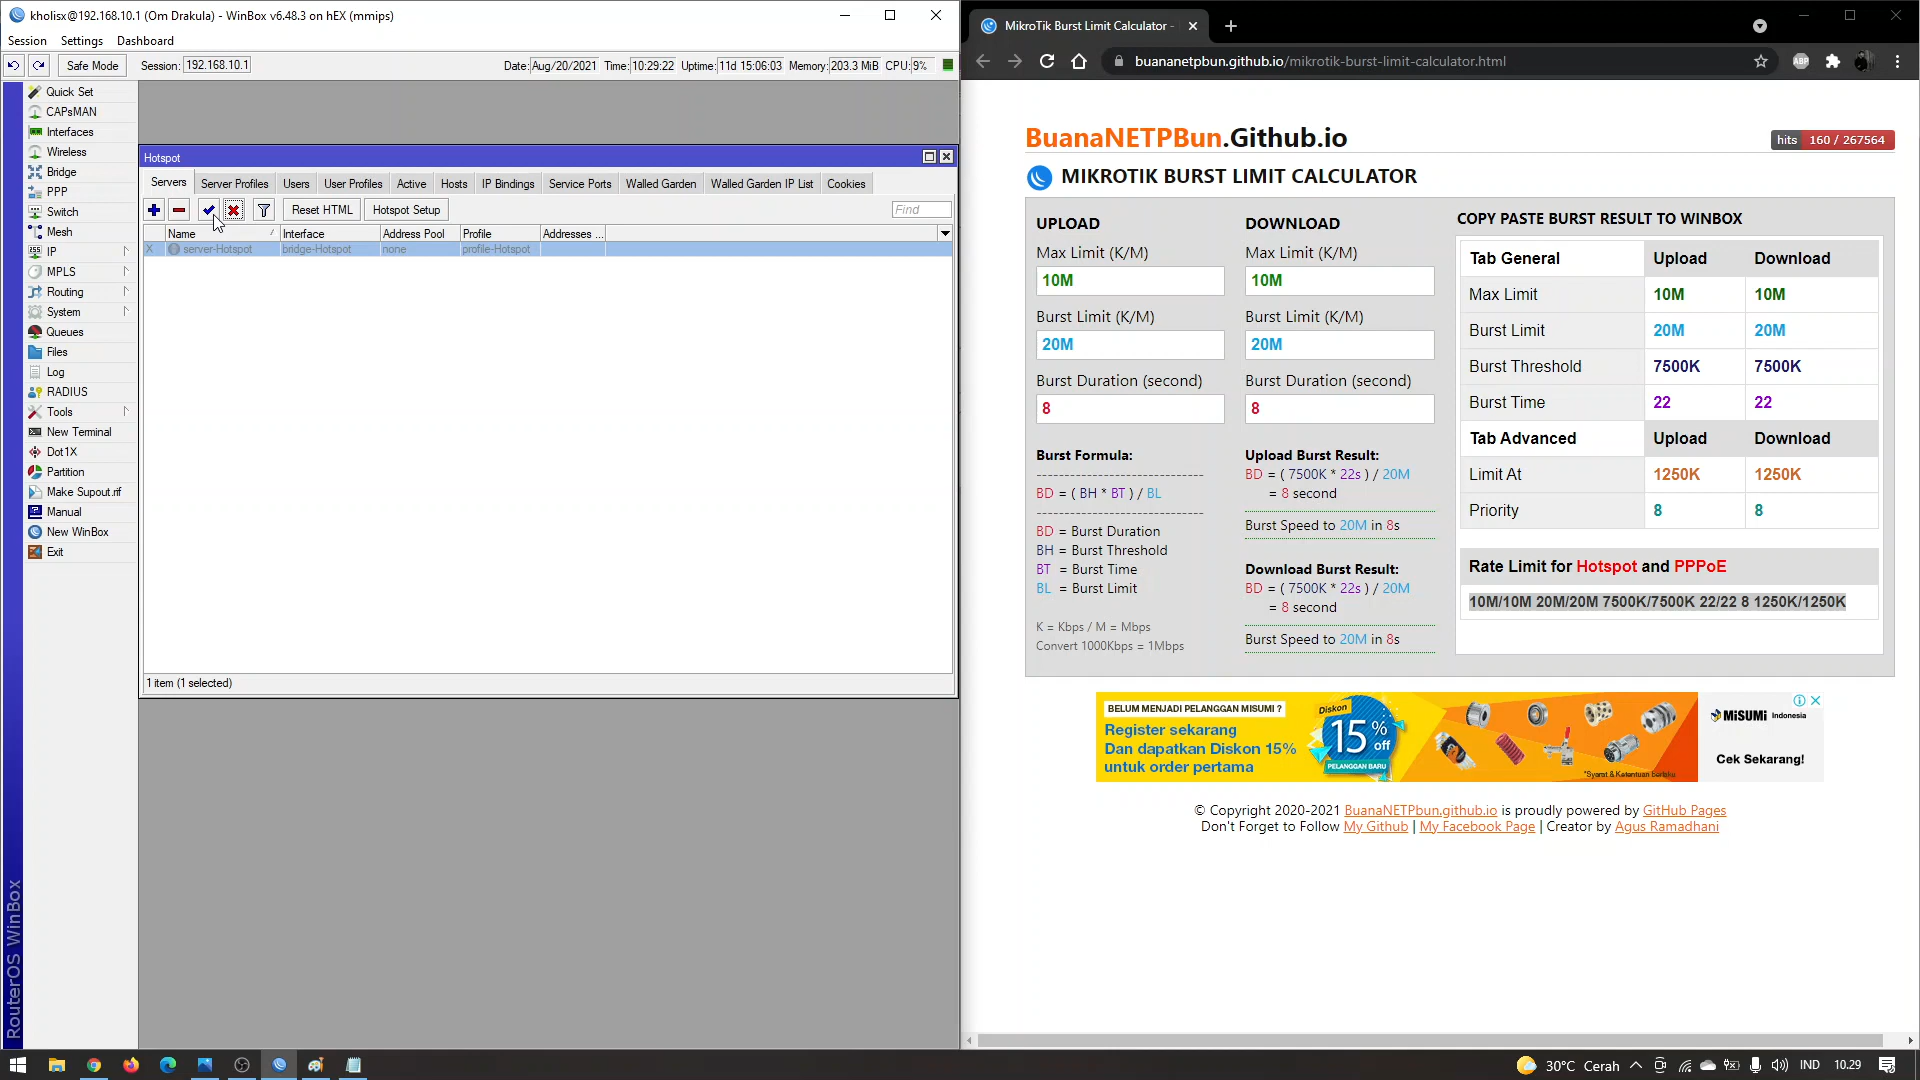 kholisx@192.168.10.1 (Om Drakula) - WinBox v6.48.3 on hEX (mmips)
Session Settings Dashboard
Safe Mode Session: 192.168.10.1 Date: Aug/20/2021 Time: 10:29:22 Uptime: 11d 15:06:03 Memory: 203.3 MiB CPU: 9%
Quick Set
CAPsMAN
Interfaces
Wireless
Bridge
PPP
Switch
Mesh
IP
MPLS
Routing
System
Queues
Files
Log
RADIUS
Tools
New Terminal
Dot1X
Partition
Make Supout.rif
Manual
New WinBox
Exit
RouterOS WinBox
Hotspot
Servers Server Profiles Users User Profiles Active Hosts IP Bindings Service Ports Walled Garden Walled Garden IP List Cookies
Reset HTML Hotspot Setup Find
Name Interface Address Pool Profile Addresses ...
X server-Hotspot bridge-Hotspot none profile-Hotspot
1 item (1 selected)
MikroTik Burst Limit Calculator -
buananetpbun.github.io/mikrotik-burst-limit-calculator.html
ABP
BuanaNETPBun.Github.io
hits 160 / 267564
MIKROTIK BURST LIMIT CALCULATOR
UPLOAD
Max Limit (K/M)
10M
Burst Limit (K/M)
20M
Burst Duration (second)
8
Burst Formula:
-----------------------------
BD = ( BH * BT ) / BL
-----------------------------
BD = Burst Duration
BH = Burst Threshold
BT = Burst Time
BL = Burst Limit
K = Kbps / M = Mbps
Convert 1000Kbps = 1Mbps
DOWNLOAD
Max Limit (K/M)
10M
Burst Limit (K/M)
20M
Burst Duration (second)
8
Upload Burst Result:
BD = ( 7500K * 22s ) / 20M
= 8 second
Burst Speed to 20M in 8s
Download Burst Result:
BD = ( 7500K * 22s ) / 20M
= 8 second
Burst Speed to 20M in 8s
COPY PASTE BURST RESULT TO WINBOX
Tab General Upload Download
Max Limit 10M 10M
Burst Limit 20M 20M
Burst Threshold 7500K 7500K
Burst Time 22 22
Tab Advanced Upload Download
Limit At 1250K 1250K
Priority 8 8
Rate Limit for Hotspot and PPPoE
10M/10M 20M/20M 7500K/7500K 22/22 8 1250K/1250K
BELUM MENJADI PELANGGAN MISUMI ?
Register sekarang
Dan dapatkan Diskon 15%
untuk order pertama
Diskon
15% off
PELANGGAN BARU
*Syarat & Ketentuan berlaku
MiSUMi Indonesia
Cek Sekarang!
© Copyright 2020-2021 BuanaNETPbun.github.io is proudly powered by GitHub Pages
Don't Forget to Follow My Github | My Facebook Page | Creator by Agus Ramadhani
30°C Cerah IND 10.29